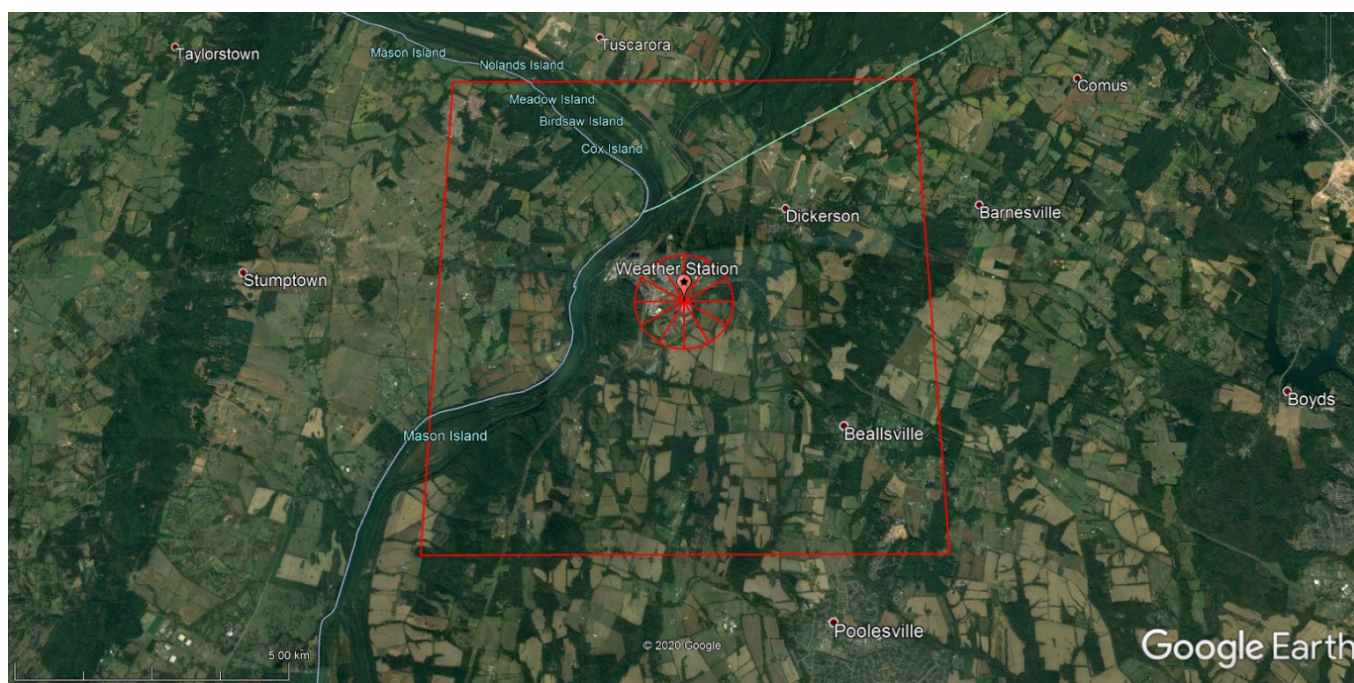 Taylorstown
Mason Island
Nolands Island
Tuscarora
Meadow Island
Birdsaw Island
Cox Island
Comus
Dickerson
Barnesville
Weather Station
Stumptown
Boyds
Mason Island
Beallsville
Poolesville
5.00 km
© 2020 Google
Google Earth